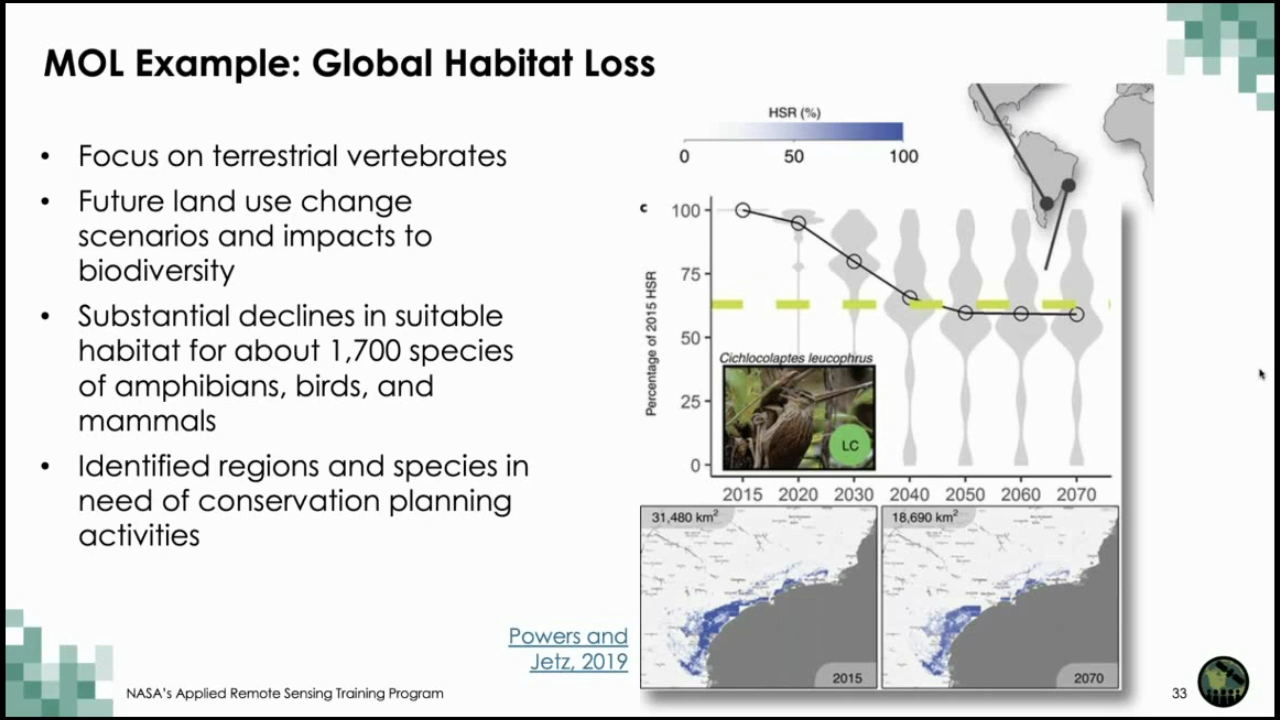 MOL Example: Global Habitat Loss
• Focus on terrestrial vertebrates
• Future land use change
scenarios and impacts to
biodiversity
• Substantial declines in suitable
habitat for about 1,700 species
of amphibians, birds, and
mammals
• Identified regions and species in
need of conservation planning
activities
Powers and
Jetz, 2019
HSR (%)
0 50 100
c
Percentage of 2015 HSR
100
75
50
25
0
Cichlocolaptes leucophrus
LC
2015 2020 2030 2040 2050 2060 2070
31,480 km²
2015
18,690 km²
2070
NASA's Applied Remote Sensing Training Program
33